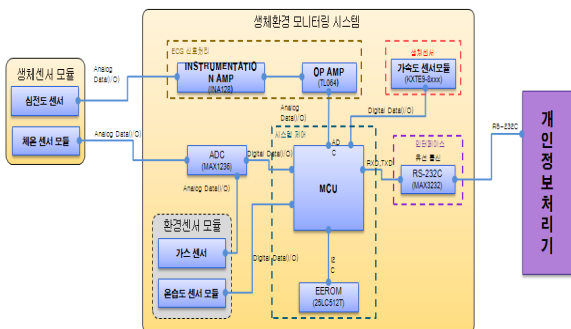 생체환경 모니터링 시스템
ECG 신호처리
생체센서
생체센서 모듈
Analog
Data(I/O)
INSTRUMENTATIO
N AMP
(INA128)
OP AMP
(TL064)
가속도 센서모듈
(KXTE9-8xxx)
심전도 센서
체온 센서 모듈
Analog Data(I/O)
Analog
Data(I/O)
Digital Data(I/O)
시스템 제어
AD
C
인터페이스
유선 통신
RS-232C
ADC
(MAX1236)
Digital Data(I/O)
MCU
RXD,TXD
RS-232C
(MAX3232)
개인정보처리기
Analog Data(I/O)
환경센서 모듈
가스 센서
온습도 센서 모듈
Digital Data(I/O)
I2
C
EEROM
(25LC512T)